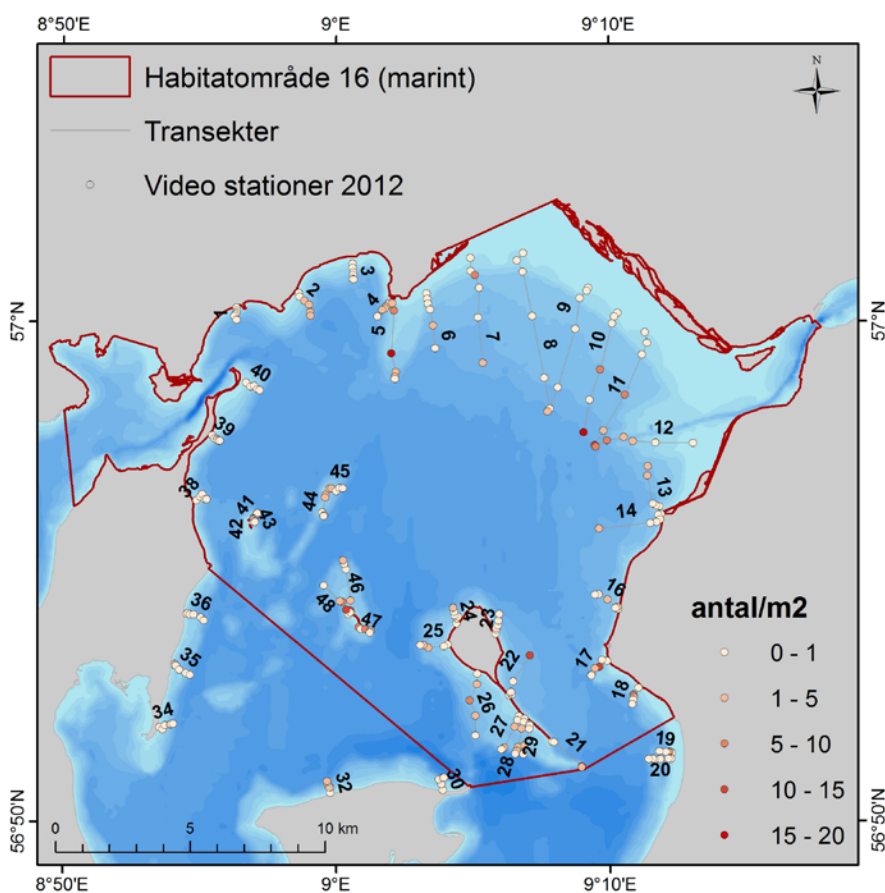 8°50'E 9°E 9°10'E
N
Habitatområde 16 (marint)
Transekter
Video stationer 2012
57°N 57°N
1 2 3 4 5 6 7 8 9 10 11 12 13 14
40 39 38 41 42 43 44 45
46 47 48 16 17 18
36 35 34 24 23 25 22 26 27 28 29 21
19 20
30 32
antal/m2
0 - 1
1 - 5
5 - 10
10 - 15
15 - 20
56°50'N 56°50'N
0 5 10 km
8°50'E 9°E 9°10'E